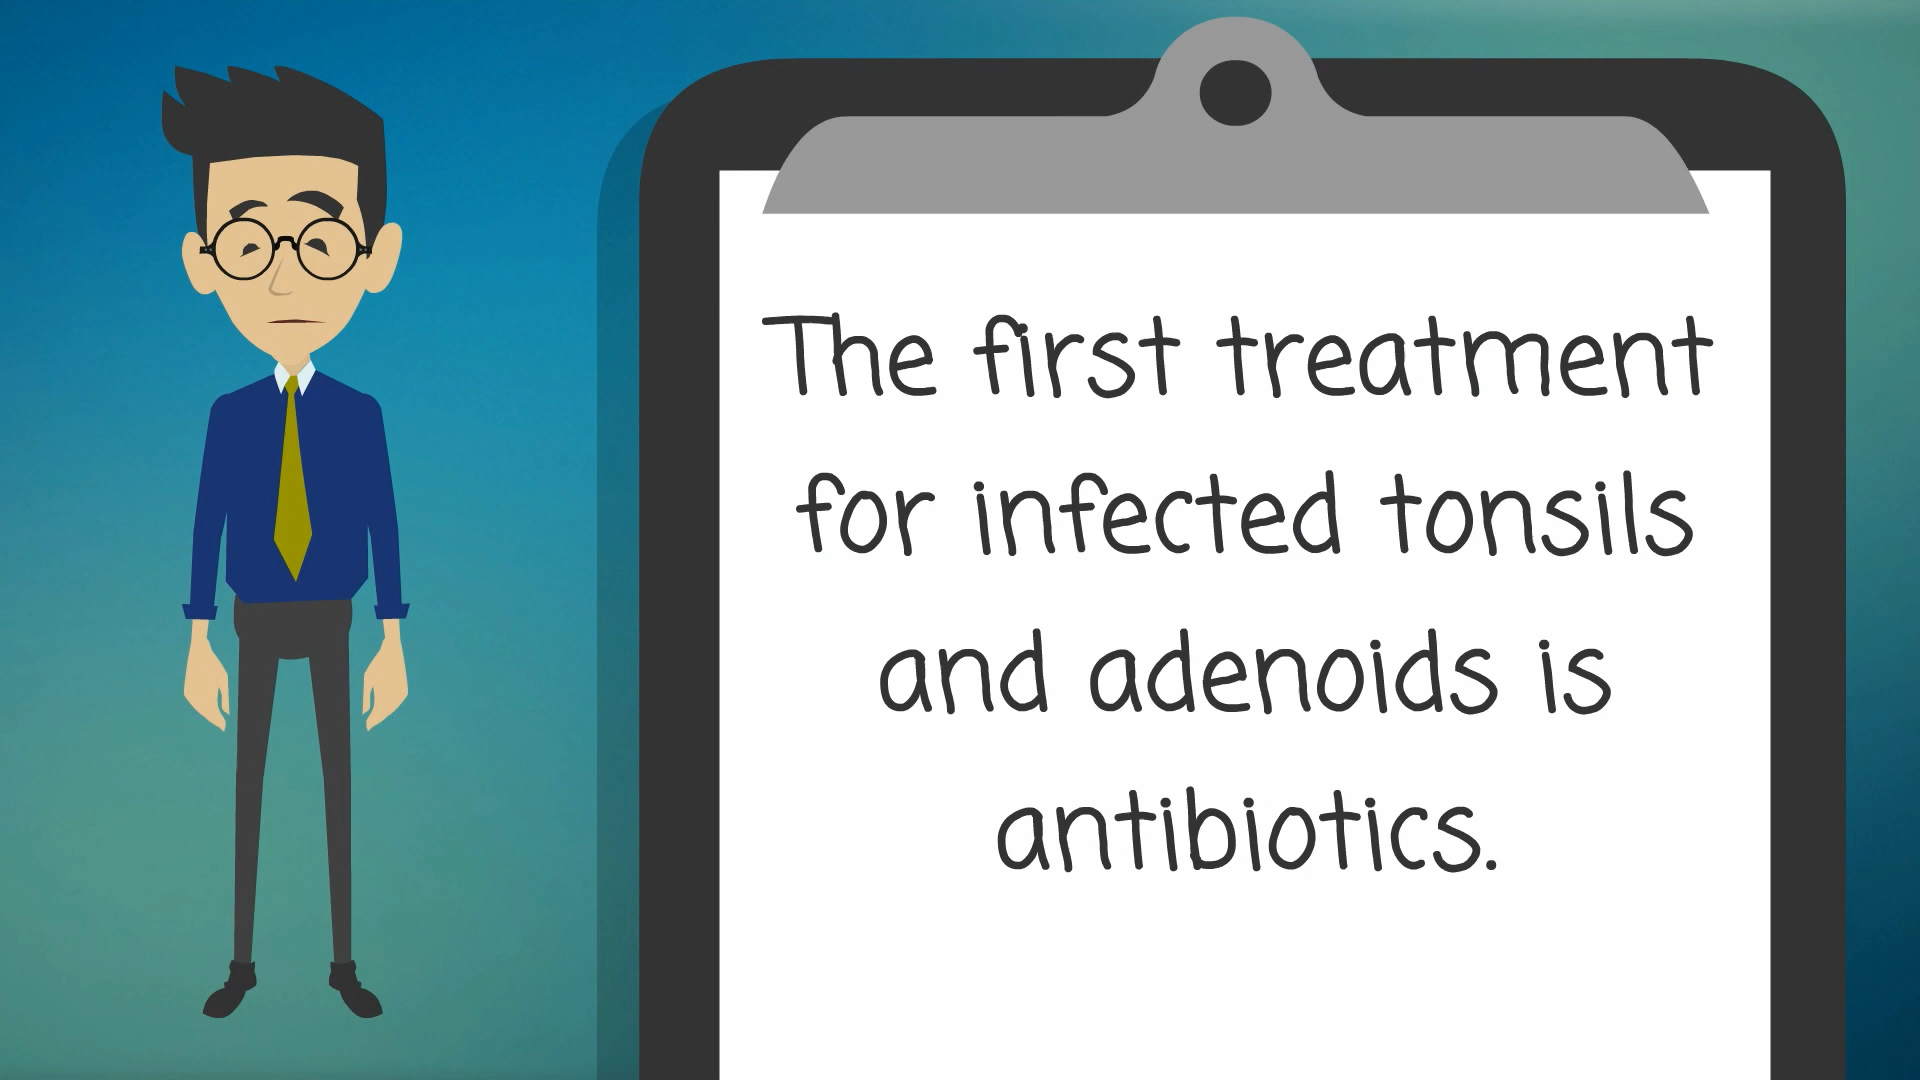 The first treatment
for infected tonsils
and adenoids is
antibiotics.